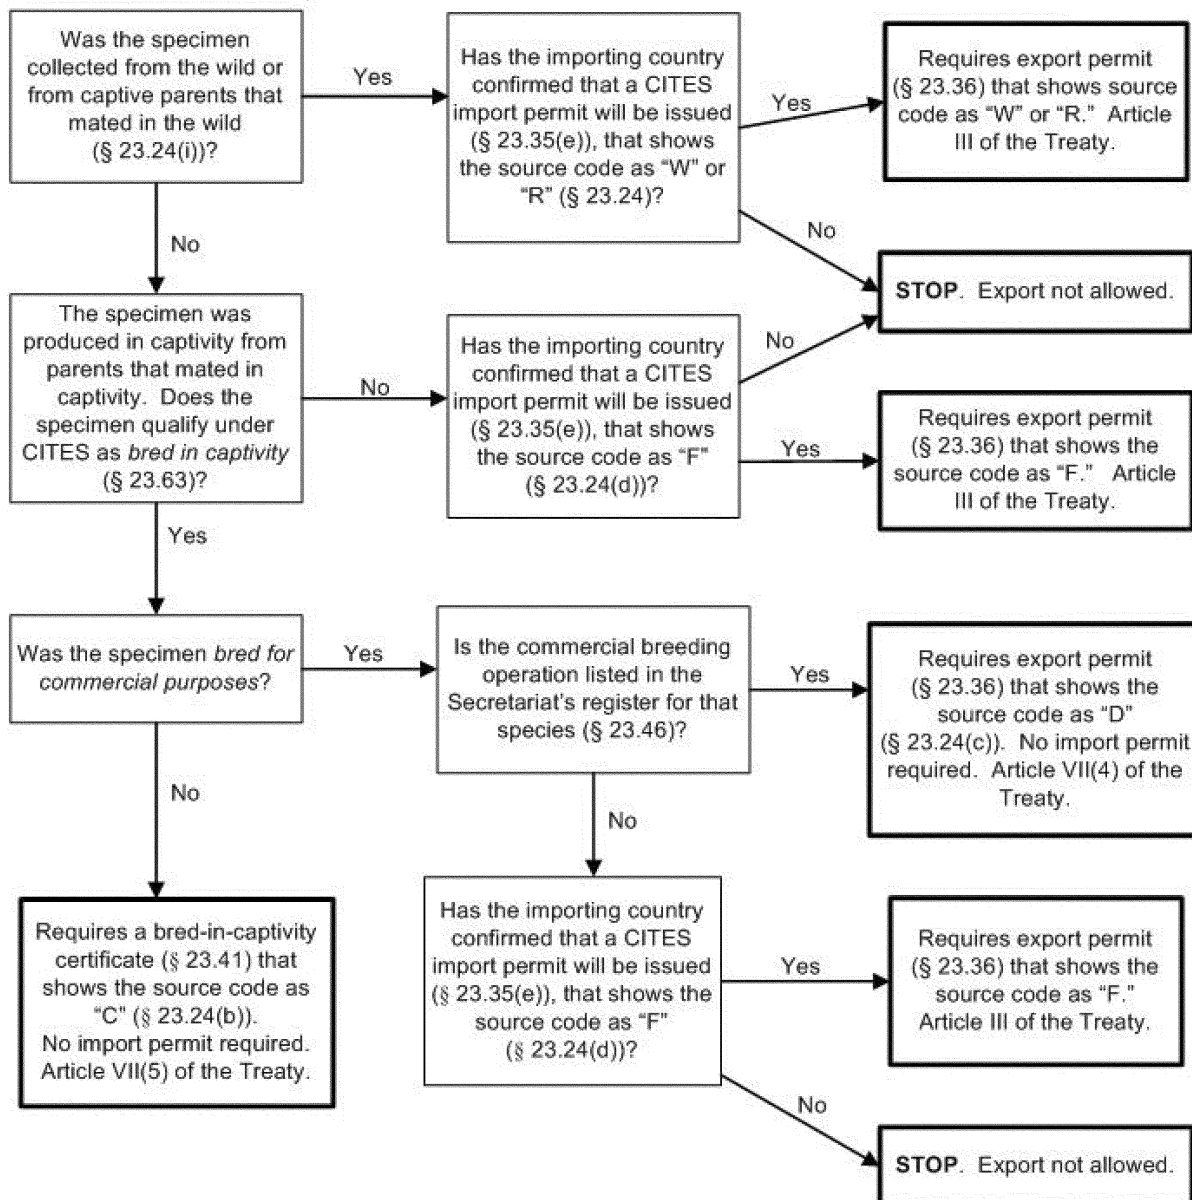 Was the specimen
collected from the wild or
from captive parents that
mated in the wild
(§ 23.24(i))?
Yes
Has the importing country
confirmed that a CITES
import permit will be issued
(§ 23.35(e)), that shows
the source code as “W” or
“R” (§ 23.24)?
Yes
Requires export permit
(§ 23.36) that shows source
code as “W” or “R.” Article
III of the Treaty.
No
No
STOP. Export not allowed.
The specimen was
produced in captivity from
parents that mated in
captivity. Does the
specimen qualify under
CITES as bred in captivity
(§ 23.63)?
No
Has the importing country
confirmed that a CITES
import permit will be issued
(§ 23.35(e)), that shows
the source code as “F”
(§ 23.24(d))?
No
Yes
Requires export permit
(§ 23.36) that shows the
source code as “F.” Article
III of the Treaty.
Yes
Was the specimen bred for
commercial purposes?
Yes
Is the commercial breeding
operation listed in the
Secretariat's register for that
species (§ 23.46)?
Yes
Requires export permit
(§ 23.36) that shows the
source code as “D”
(§ 23.24(c)). No import permit
required. Article VII(4) of the
Treaty.
No
No
Requires a bred-in-captivity
certificate (§ 23.41) that
shows the source code as
“C” (§ 23.24(b)).
No import permit required.
Article VII(5) of the Treaty.
Has the importing country
confirmed that a CITES
import permit will be issued
(§ 23.35(e)), that shows the
source code as “F”
(§ 23.24(d))?
Yes
Requires export permit
(§ 23.36) that shows the
source code as “F.”
Article III of the Treaty.
No
STOP. Export not allowed.